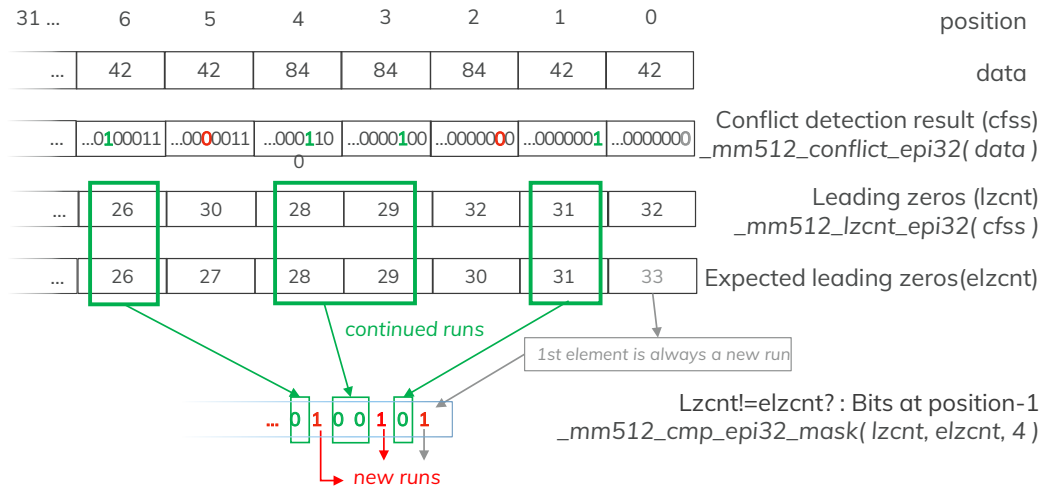 31 ... 6 5 4 3 2 1 0 position
... 42 42 84 84 84 42 42 data
Conflict detection result (cfss)
... ...0100011 ...0000011 ...000110 ...0000100 ...0000000 ...0000001 ...0000000
0
_mm512_conflict_epi32( data )
Leading zeros (lzcnt)
... 26 30 28 29 32 31 32
_mm512_lzcnt_epi32( cfss )
... 26 27 28 29 30 31 33 Expected leading zeros(elzcnt)
continued runs
1st element is always a new run
Lzcnt!=elzcnt? : Bits at position-1
... 0 1 0 0 1 0 1
_mm512_cmp_epi32_mask( lzcnt, elzcnt, 4 )
new runs